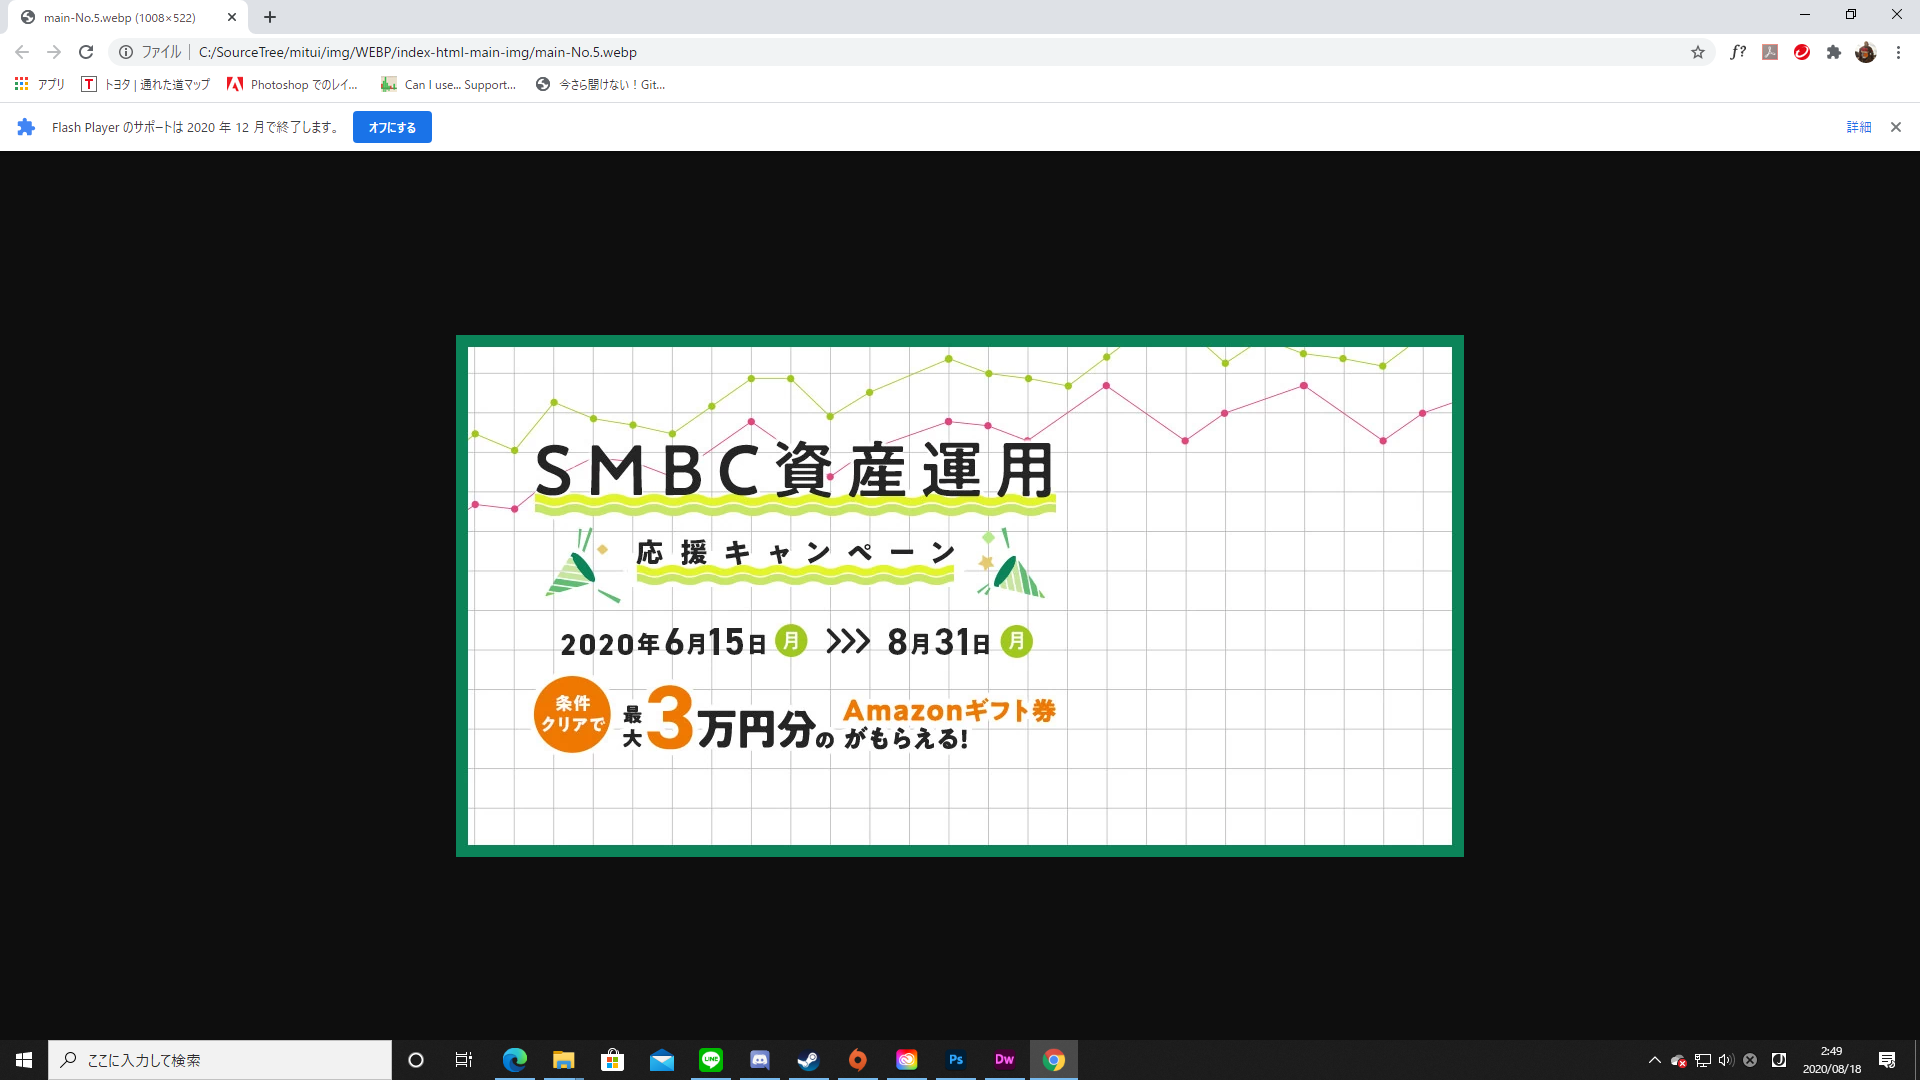 main-No.5.webp (1008×522)
ファイル C:/SourceTree/mitui/img/WEBP/index-html-main-img/main-No.5.webp
f?
アプリ T トヨタ | 通れた道マップ Photoshop でのレイ... Can I use... Support... 今さら聞けない！Git...
Flash Player のサポートは 2020 年 12 月で終了します。 オフにする 詳細
SMBC資産運用
応援キャンペーン
2020年6月15日 月 8月31日 月
条件
クリアで
最大3万円分の
Amazonギフト券
がもらえる!
ここに入力して検索
LINE
Ps
Dw
2:49
2020/08/18